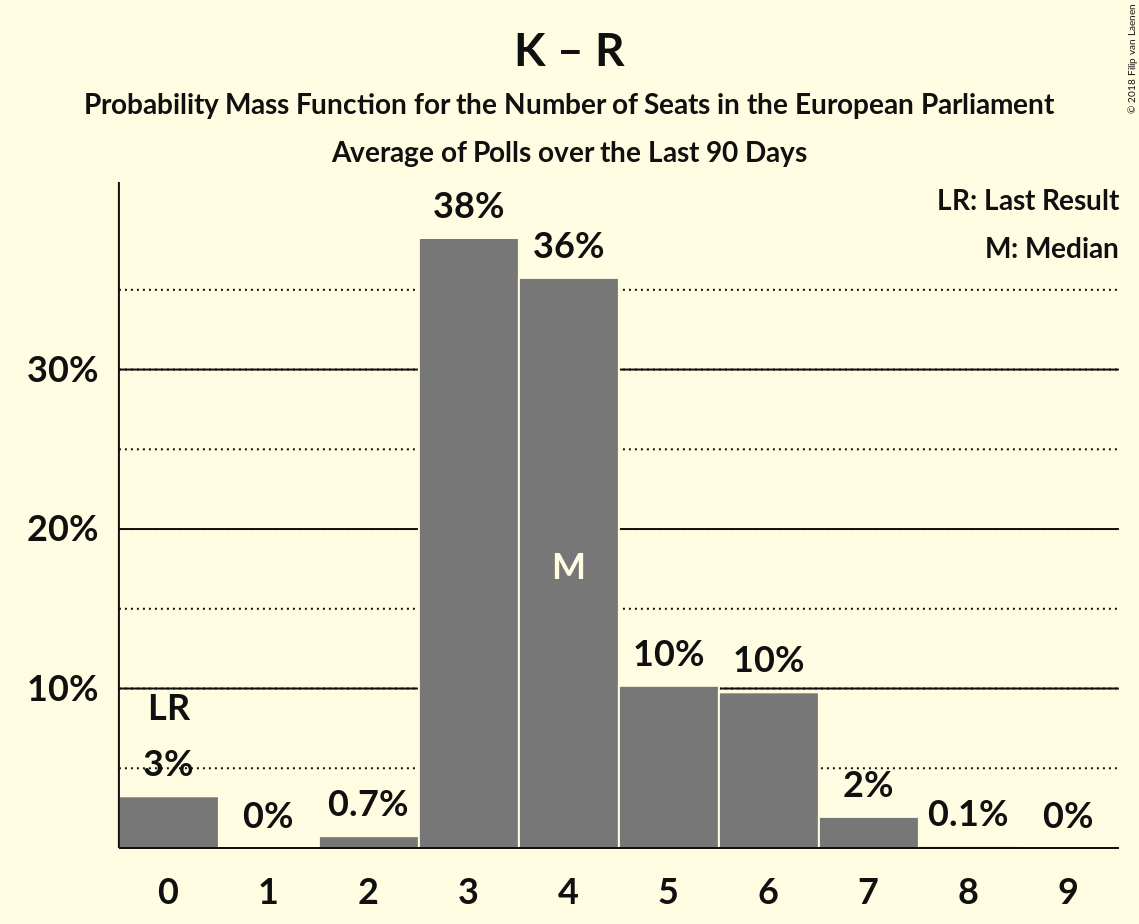 K – R
Probability Mass Function for the Number of Seats in the European Parliament
Average of Polls over the Last 90 Days
© 2018 Filip van Laenen
LR: Last Result
M: Median
38%
36%
30%
20%
M
10%
10%
10%
LR
3%
0%
0.7%
2%
0.1%
0%
0 1 2 3 4 5 6 7 8 9